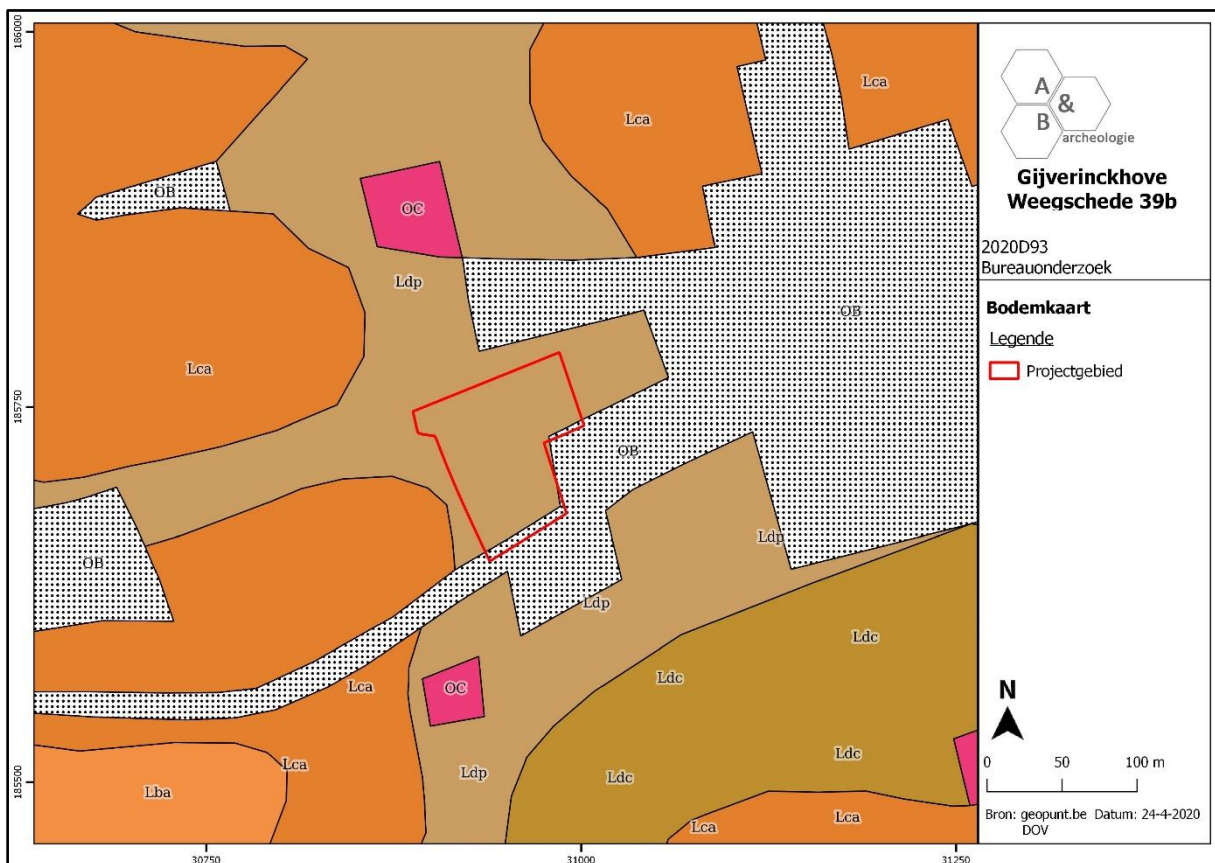 186000
185750
185500
30750
31000
31250
Lca
Lca
OB
OC
Ldp
OB
Lca
OB
Ldp
OB
Ldp
Ldc
Ldc
OC
Lca
Lca
Ldp
Ldc
Ldc
Lba
Lca
Lca
A
&
B
archeologie
Gijverinckhove
Weegschede 39b
2020D93
Bureauonderzoek
Bodemkaart
Legende
Projectgebied
N
0 50 100 m
Bron: geopunt.be Datum: 24-4-2020
DOV